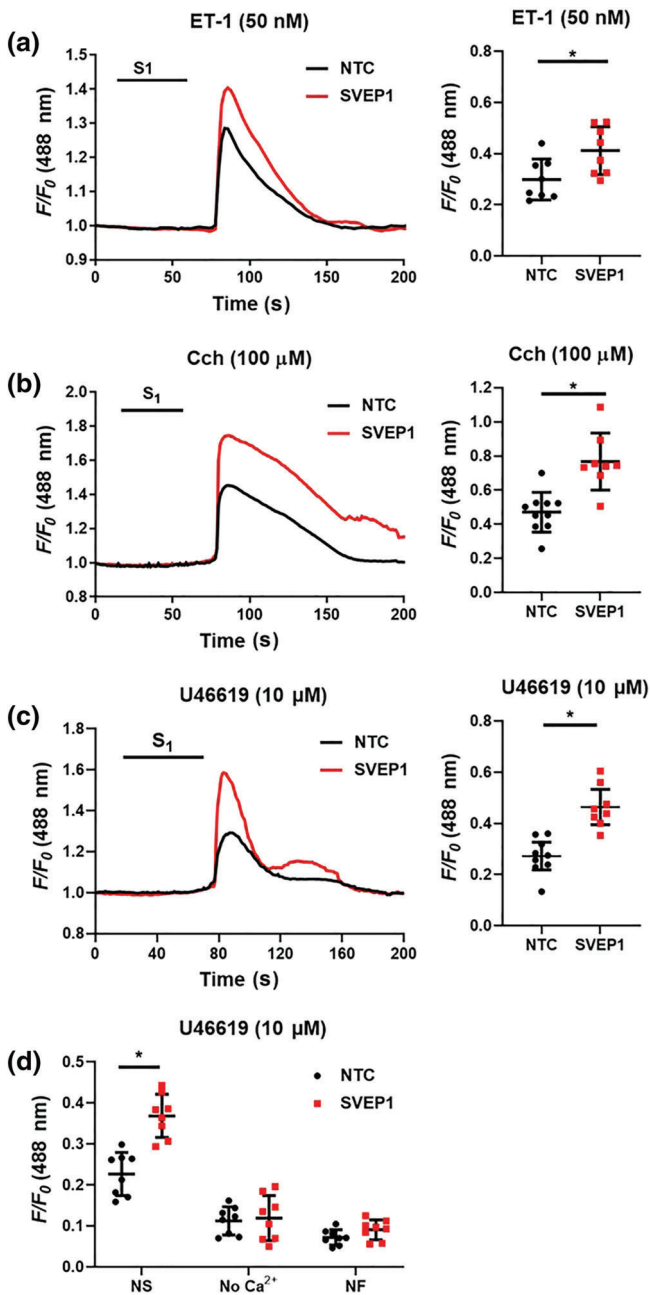 (a)
ET-1 (50 nM)
S1
NTC
SVEP1
F/F0 (488 nm)
1.5
1.4
1.3
1.2
1.1
1.0
0.9
0 50 100 150 200
Time (s)
ET-1 (50 nM)
*
F/F0 (488 nm)
0.8
0.6
0.4
0.2
0.0
NTC SVEP1
(b)
Cch (100 µM)
S1
NTC
SVEP1
F/F0 (488 nm)
2.0
1.8
1.6
1.4
1.2
1.0
0.8
0 50 100 150 200
Time (s)
Cch (100 µM)
*
F/F0 (488 nm)
1.2
1.0
0.8
0.6
0.4
0.2
0.0
NTC SVEP1
(c)
U46619 (10 µM)
S1
NTC
SVEP1
F/F0 (488 nm)
1.8
1.6
1.4
1.2
1.0
0.8
0 40 80 120 160 200
Time (s)
U46619 (10 µM)
*
F/F0 (488 nm)
0.8
0.6
0.4
0.2
0.0
NTC SVEP1
(d)
U46619 (10 µM)
*
NTC
SVEP1
F/F0 (488 nm)
0.5
0.4
0.3
0.2
0.1
0.0
NS No Ca2+ NF